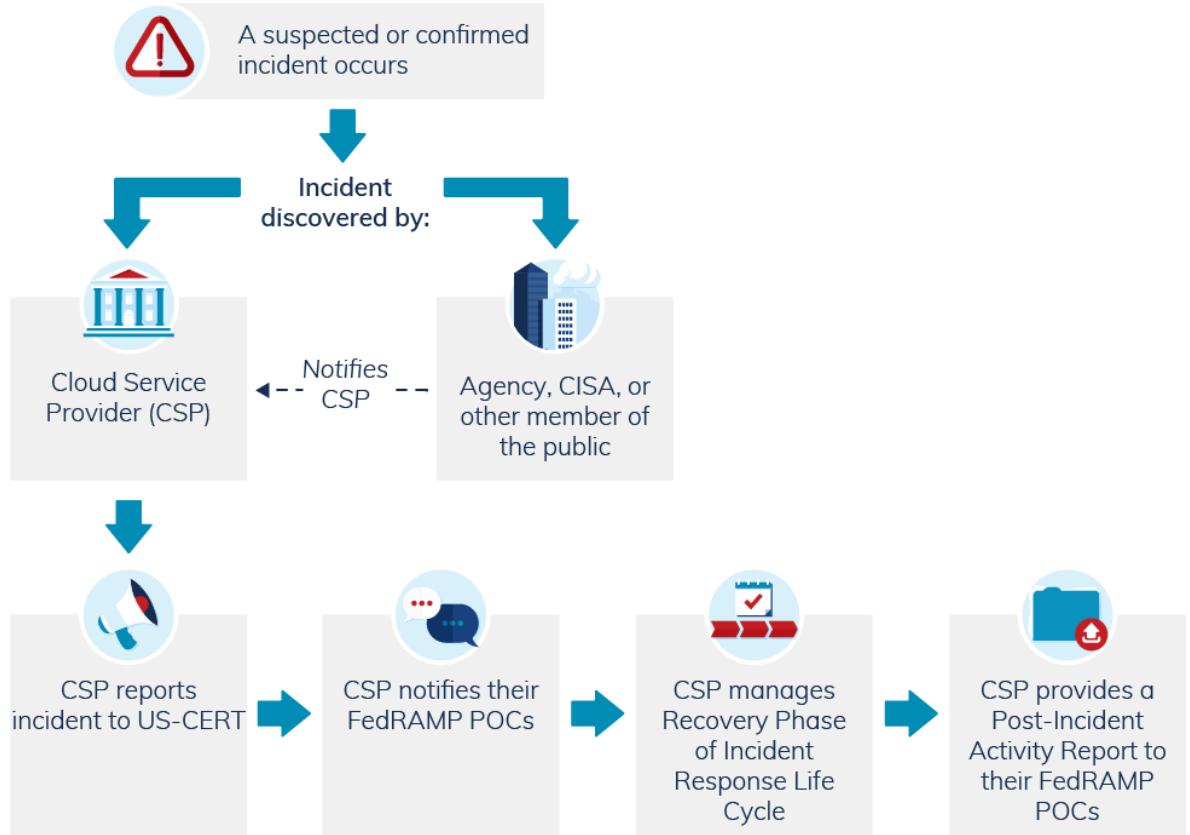 A suspected or confirmed
incident occurs
Incident
discovered by:
Cloud Service
Provider (CSP)
Notifies
CSP
Agency, CISA, or
other member of
the public
CSP reports
incident to US-CERT
CSP notifies their
FedRAMP POCs
CSP manages
Recovery Phase
of Incident
Response Life
Cycle
CSP provides a
Post-Incident
Activity Report to
their FedRAMP
POCs